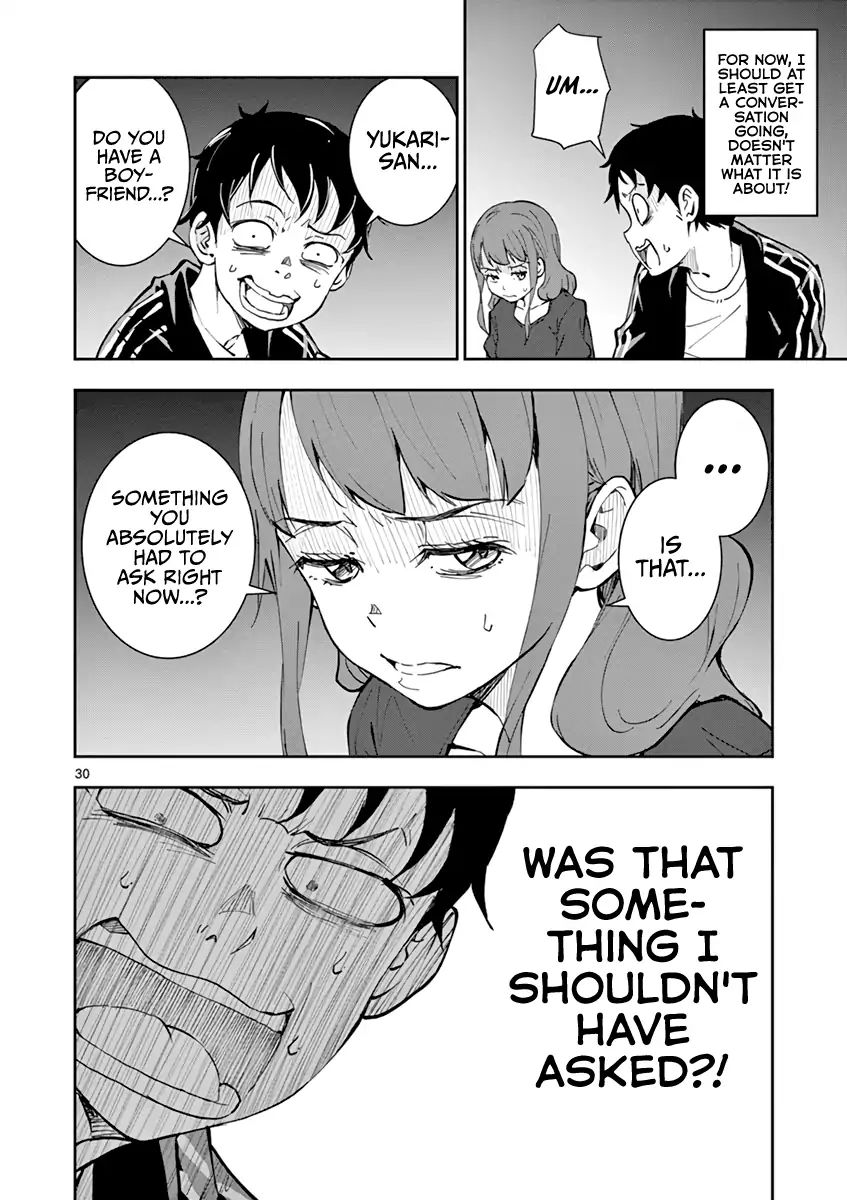 FOR NOW, I
SHOULD AT
LEAST GET
A CONVER-
SATION
GOING,
DOESN'T
MATTER
WHAT IT IS
ABOUT!
UM...
YUKARI-
SAN...
DO YOU
HAVE A
BOY-
FRIEND...?
...
IS
THAT...
SOMETHING
YOU
ABSOLUTELY
HAD TO
ASK RIGHT
NOW...?
30
WAS THAT
SOME-
THING I
SHOULDN'T
HAVE
ASKED?!